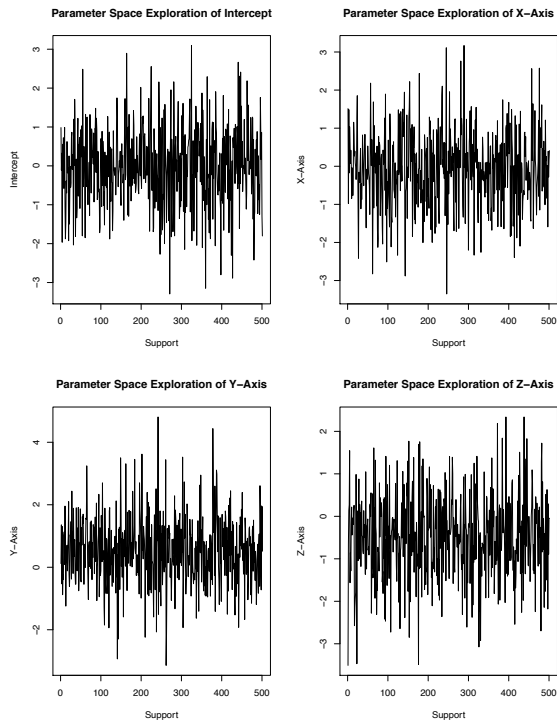 Parameter Space Exploration of Intercept
Intercept
3
2
1
0
−1
−2
−3
0 100 200 300 400 500
Support
Parameter Space Exploration of X−Axis
X−Axis
3
2
1
0
−1
−2
−3
0 100 200 300 400 500
Support
Parameter Space Exploration of Y−Axis
Y−Axis
4
2
0
−2
0 100 200 300 400 500
Support
Parameter Space Exploration of Z−Axis
Z−Axis
2
1
0
−1
−2
−3
0 100 200 300 400 500
Support